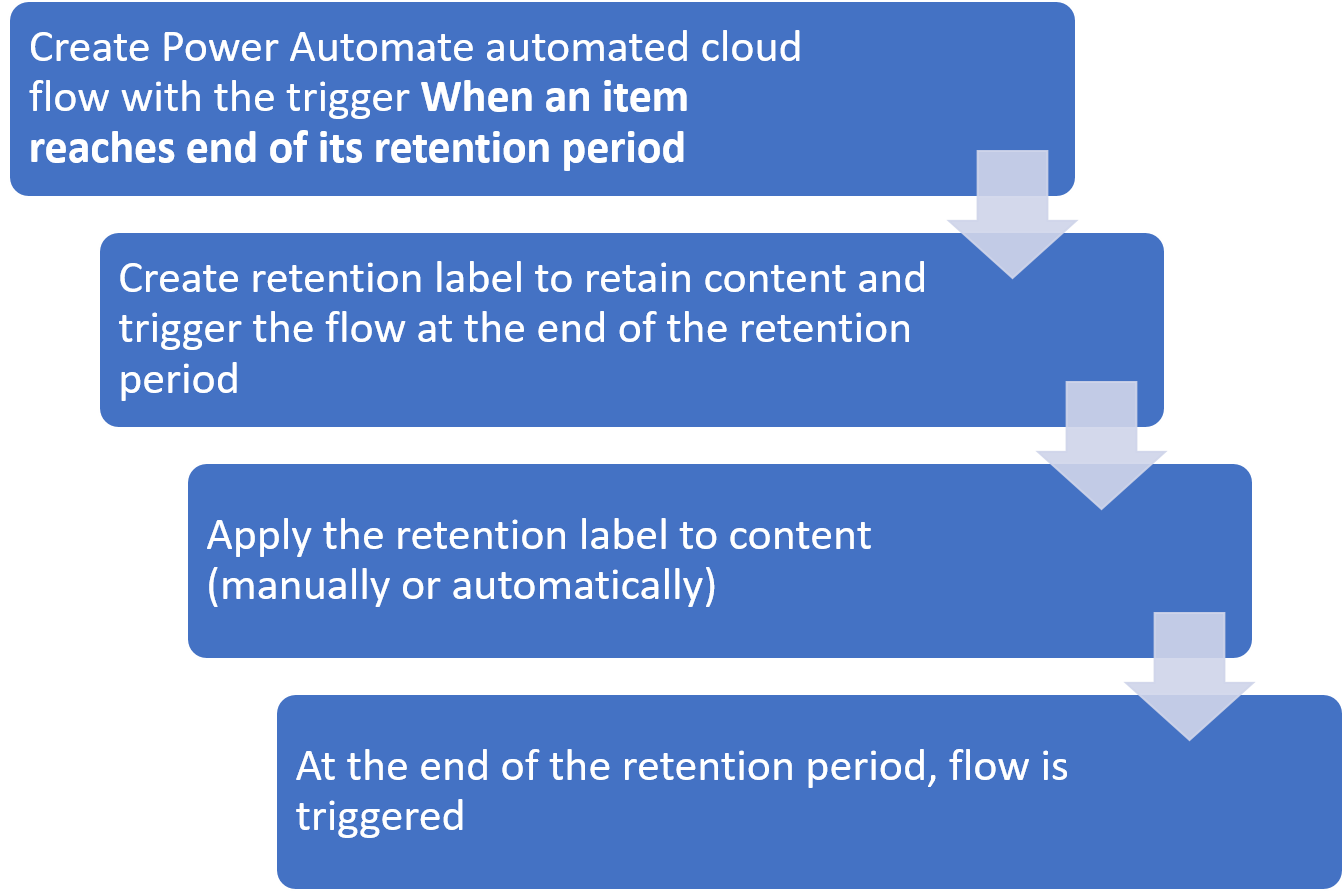 Create Power Automate automated cloud
flow with the trigger When an item
reaches end of its retention period
Create retention label to retain content and
trigger the flow at the end of the retention
period
Apply the retention label to content
(manually or automatically)
At the end of the retention period, flow is
triggered